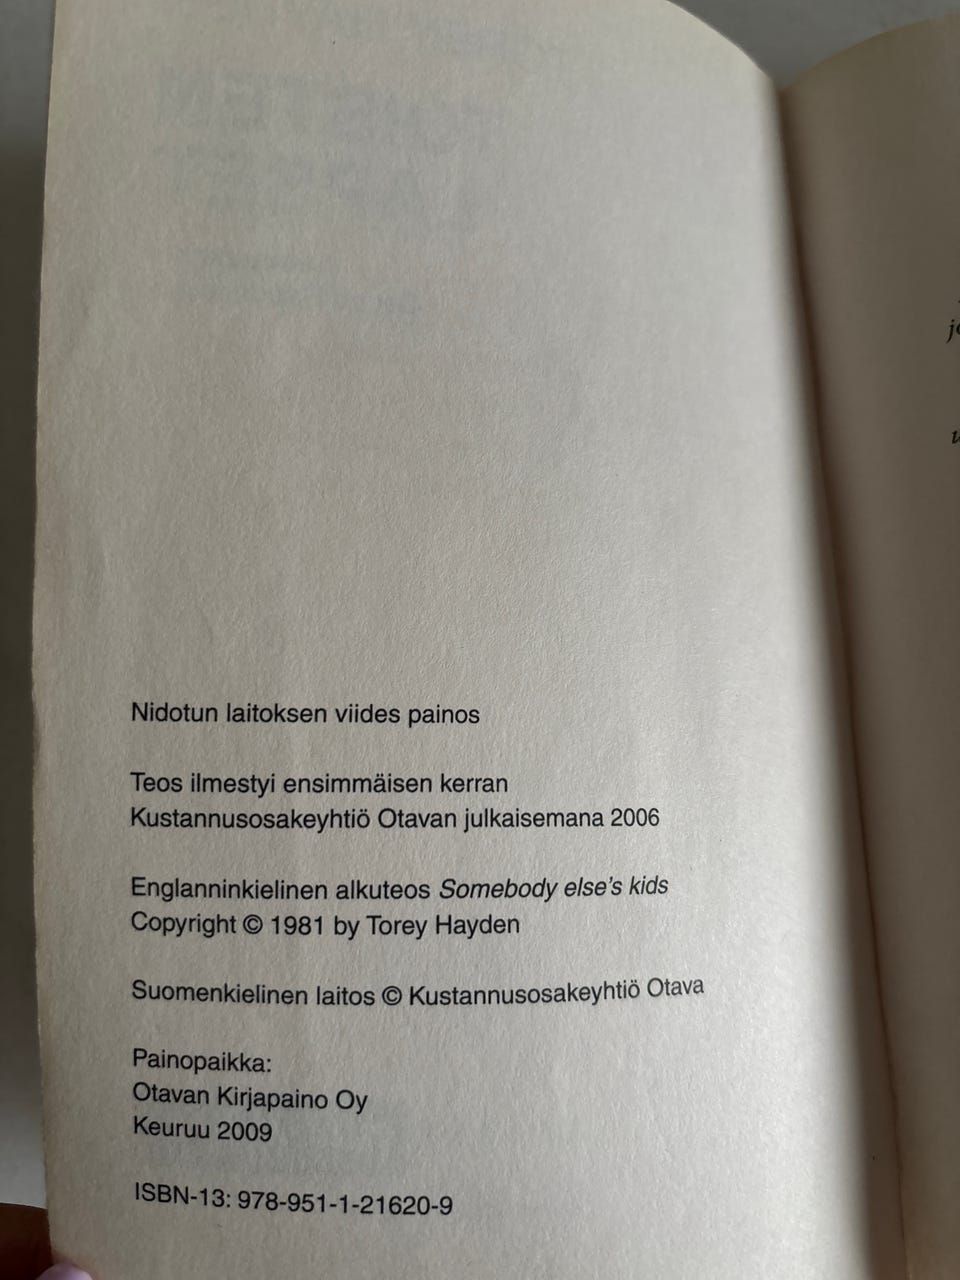 Nidotun laitoksen viides painos
Teos ilmestyi ensimmäisen kerran
Kustannusosakeyhtiö Otavan julkaisemana 2006
Englanninkielinen alkuteos Somebody else's kids
Copyright © 1981 by Torey Hayden
Suomenkielinen laitos © Kustannusosakeyhtiö Otava
Painopaikka:
Otavan Kirjapaino Oy
Keuruu 2009
ISBN-13: 978-951-1-21620-9